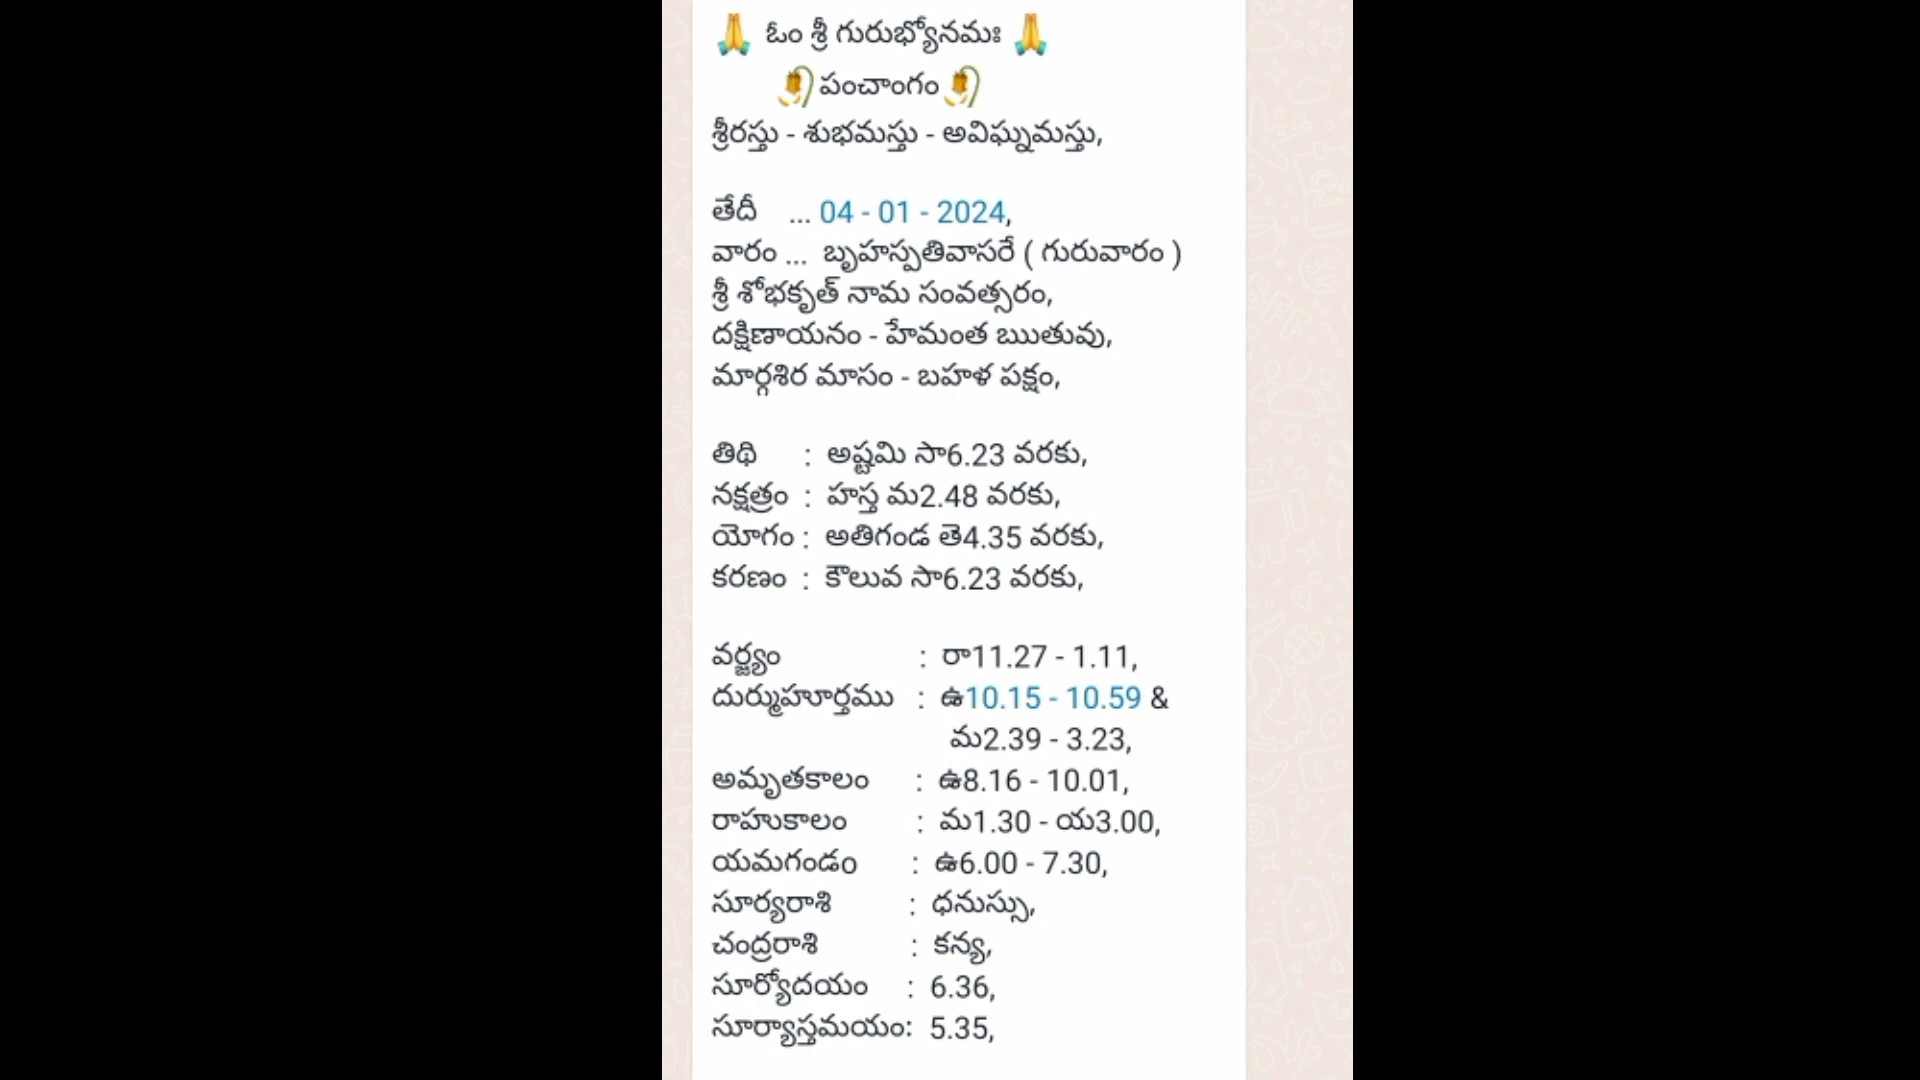 🙏 ఓం శ్రీ గురుభ్యోనమః 🙏
పంచాంగం
శ్రీరస్తు - శుభమస్తు - అవిఘ్నమస్తు,
తేదీ ... 04 - 01 - 2024,
వారం ... బృహస్పతివాసరే ( గురువారం )
శ్రీ శోభకృత్ నామ సంవత్సరం,
దక్షిణాయనం - హేమంత ఋతువు,
మార్గశిర మాసం - బహళ పక్షం,
తిథి : అష్టమి సా6.23 వరకు,
నక్షత్రం : హస్త మ2.48 వరకు,
యోగం : అతిగండ తె4.35 వరకు,
కరణం : కౌలువ సా6.23 వరకు,
వర్జ్యం : రా11.27 - 1.11,
దుర్ముహూర్తము : ఉ10.15 - 10.59 &
మ2.39 - 3.23,
అమృతకాలం : ఉ8.16 - 10.01,
రాహుకాలం : మ1.30 - య3.00,
యమగండం : ఉ6.00 - 7.30,
సూర్యరాశి : ధనుస్సు,
చంద్రరాశి : కన్య,
సూర్యోదయం : 6.36,
సూర్యాస్తమయం: 5.35,